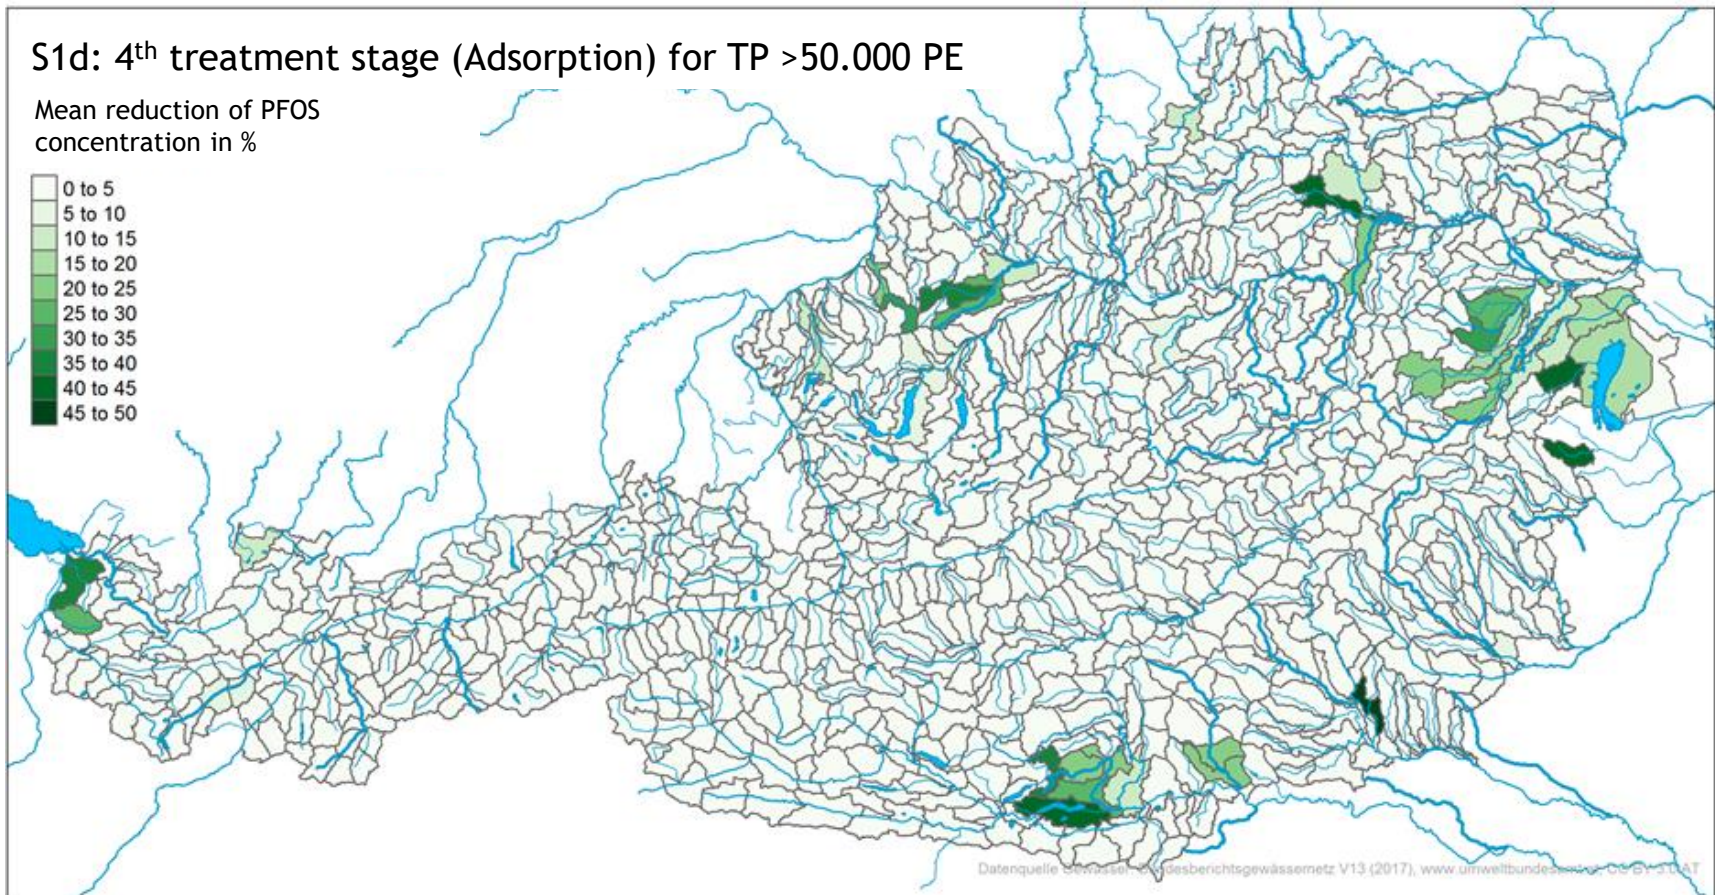 S1d: 4th treatment stage (Adsorption) for TP >50.000 PE
Mean reduction of PFOS
concentration in %
0 to 5
5 to 10
10 to 15
15 to 20
20 to 25
25 to 30
30 to 35
35 to 40
40 to 45
45 to 50
Datenquelle Gewässer: Bundesberichtsgewässernetz V13 (2017), www.umweltbundesamt.at, CC BY 3.0 AT